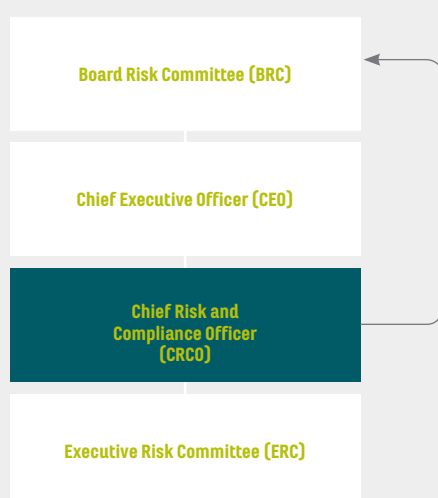 Board Risk Committee (BRC)
Chief Executive Officer (CEO)
Chief Risk and
Compliance Officer
(CRCO)
Executive Risk Committee (ERC)